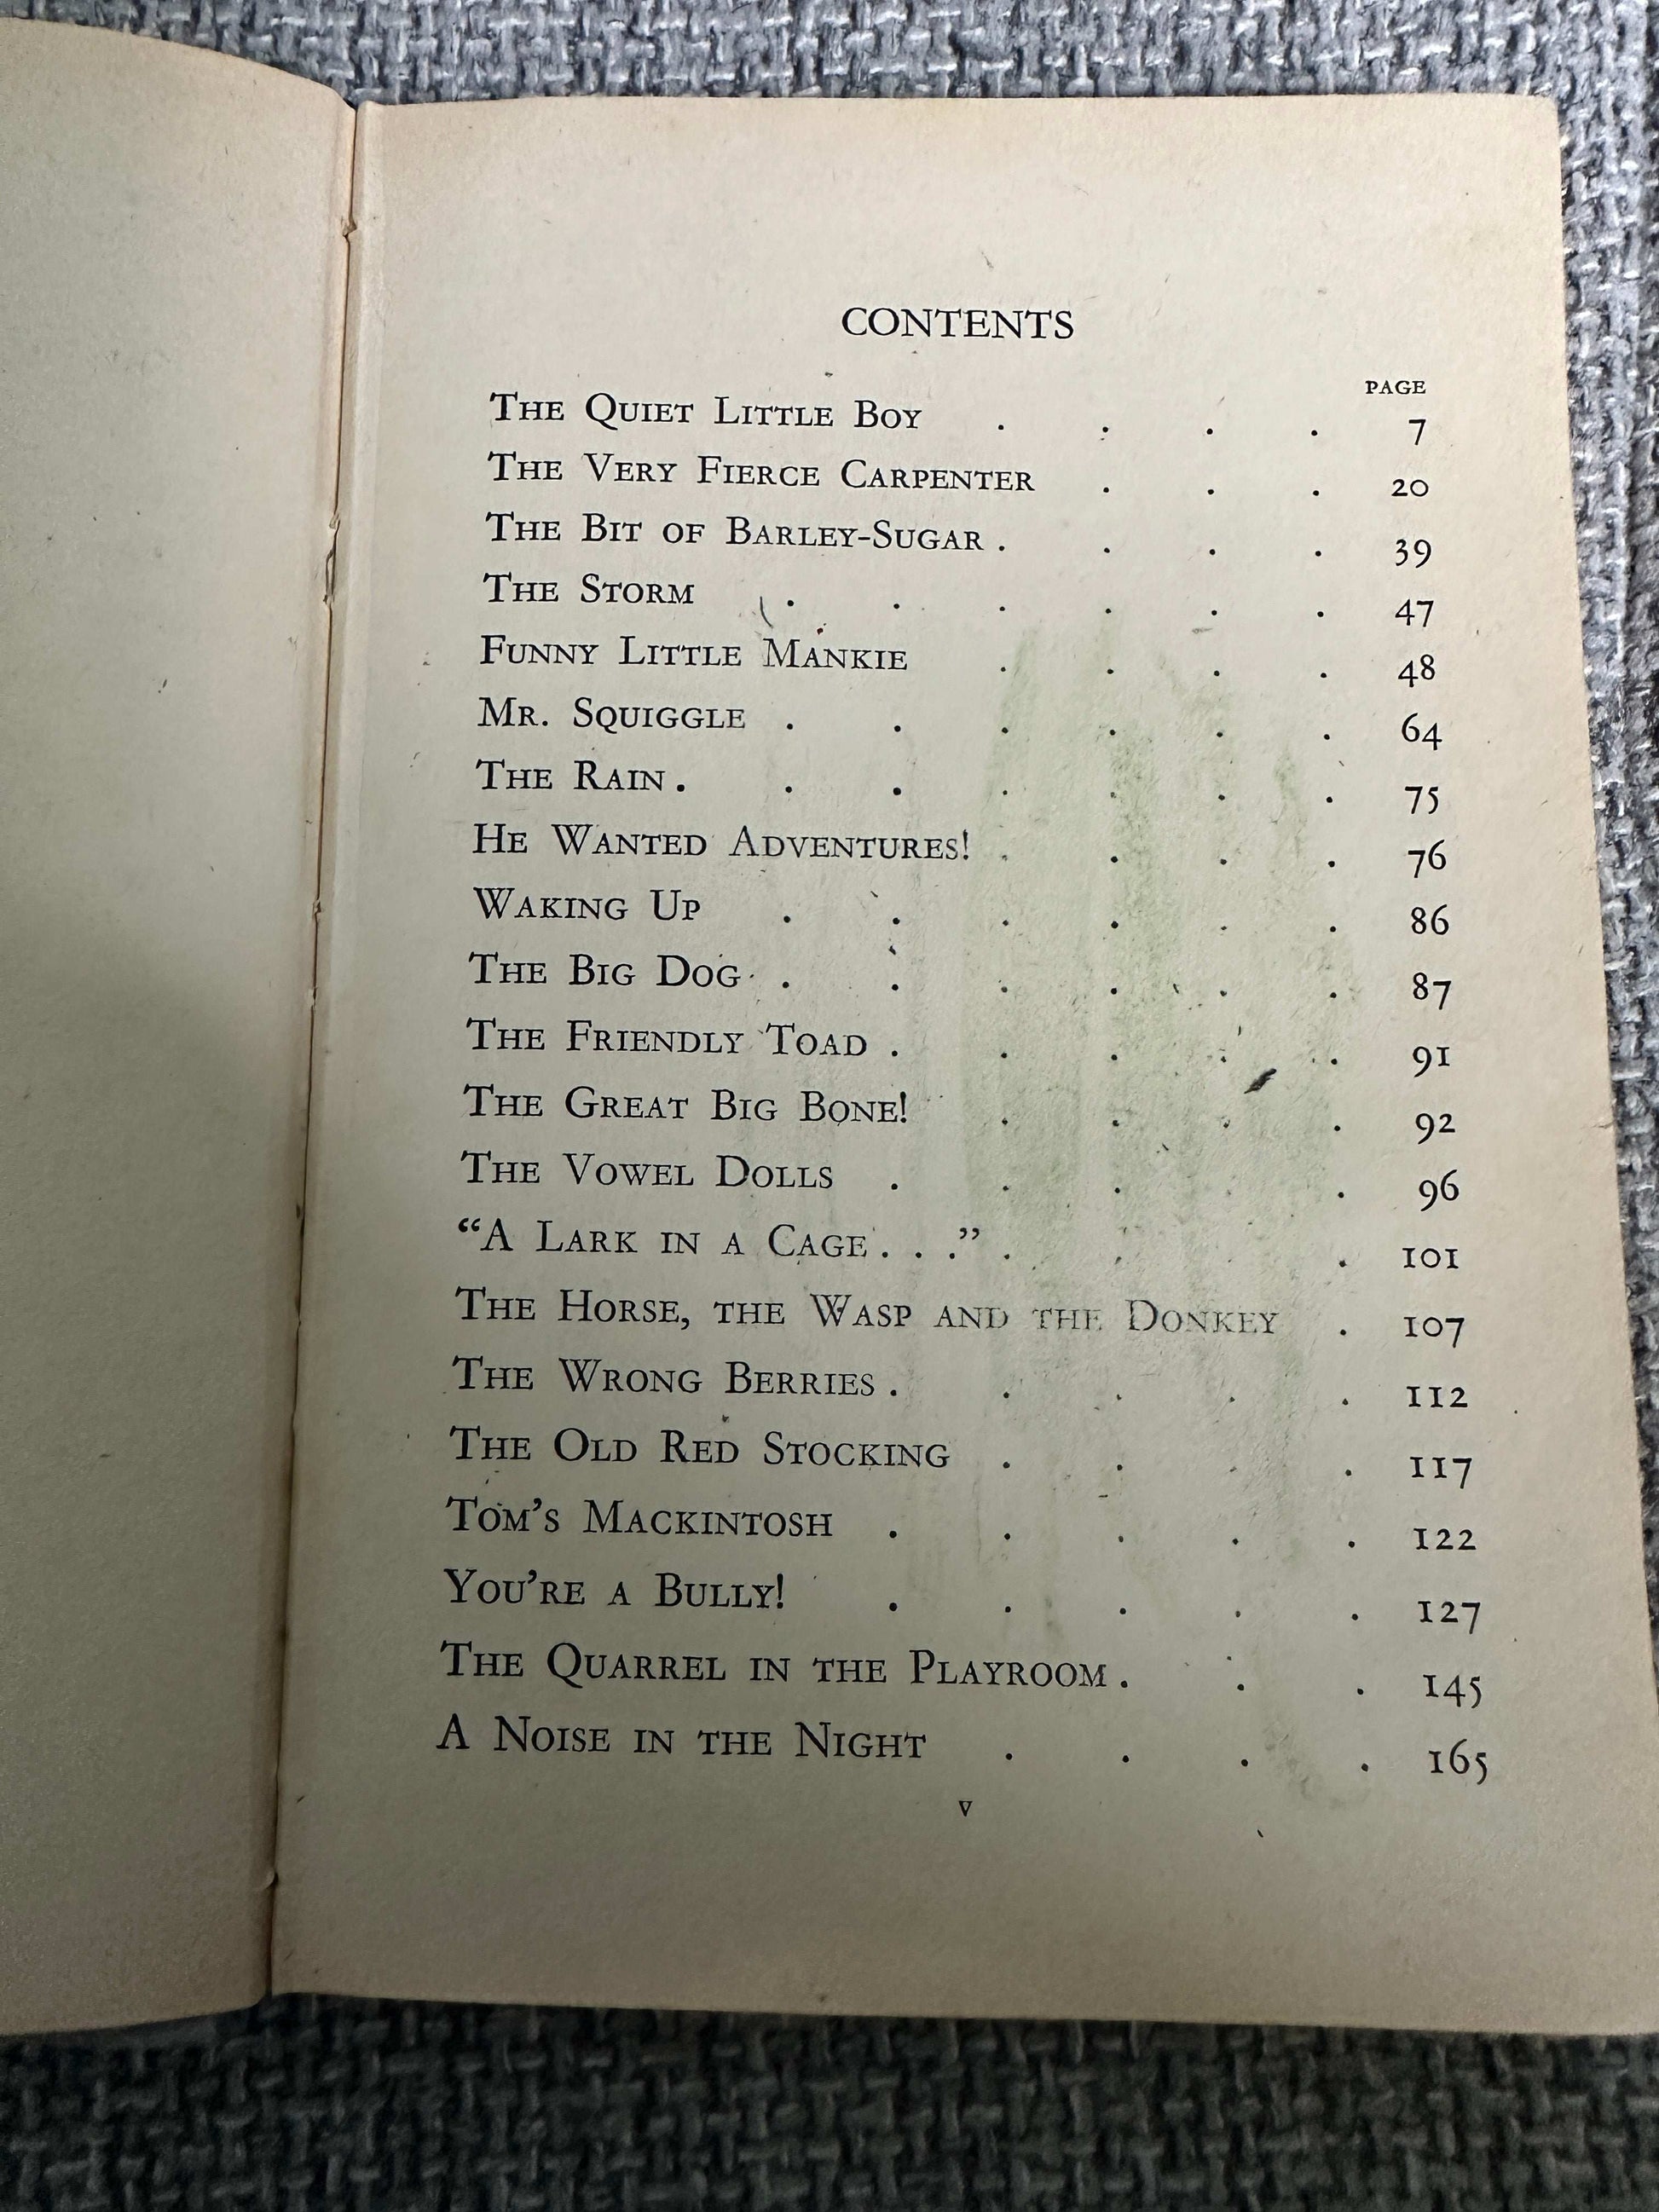 CONTENTS
PAGE
The Quiet Little Boy . . . . 7
The Very Fierce Carpenter . . . 20
The Bit of Barley-Sugar . . . . 39
The Storm . . . . . . 47
Funny Little Mankie . . . . 48
Mr. Squiggle . . . . . . 64
The Rain . . . . . . . 75
He Wanted Adventures! . . . . 76
Waking Up . . . . . . 86
The Big Dog . . . . . . 87
The Friendly Toad . . . . . 91
The Great Big Bone! . . . . 92
The Vowel Dolls . . . . 96
“A Lark in a Cage . . .” . . . 101
The Horse, the Wasp and the Donkey . 107
The Wrong Berries . . . . . 112
The Old Red Stocking . . . . 117
Tom’s Mackintosh . . . . . 122
You’re a Bully! . . . . . 127
The Quarrel in the Playroom . . . 145
A Noise in the Night . . . . 165
v